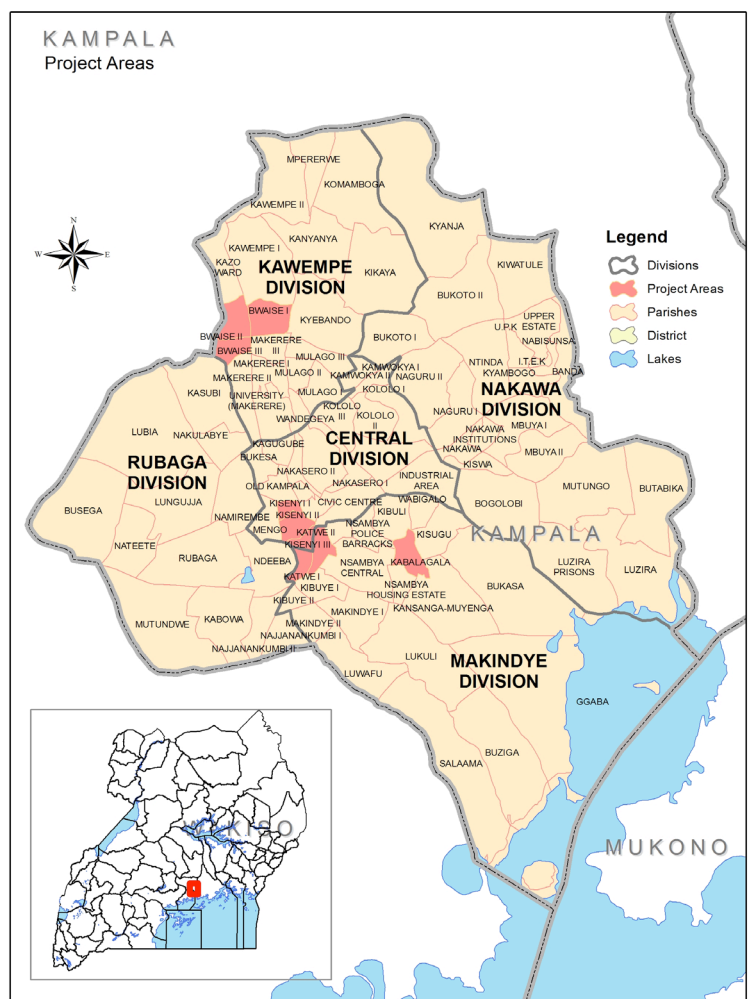 KAMPALA
Project Areas
N
W
E
S
Legend
Divisions
Project Areas
Parishes
District
Lakes
MPERERWE
KOMAMBOGA
KAWEMPE II
KYANJA
KANYANYA
KAWEMPE I
KAZO
WARD
KIWATULE
KAWEMPE
DIVISION
KIKAYA
BUKOTO II
BWAISE I
KYEBANDO
UPPER
ESTATE
U.P.K
BWAISE II
BUKOTO I
NABISUNSA
MAKERERE
III
BWAISE III
MULAGO III
NTINDA
I.T.E.K
MAKERERE I
KAMWOKYA I
KYAMBOGO
BANDA
MULAGO II
KAMWOKYA II
NAGURU II
MAKERERE II
KOLOLO I
NAKAWA
DIVISION
KASUBI
UNIVERSITY
(MAKERERE)
MULAGO I
KOLOLO
III
KOLOLO
II
NAGURU I
WANDEGEYA
MBUYA I
LUBIA
NAKULABYE
NAKAWA
INSTITUTIONS
KAGUGUBE
CENTRAL
DIVISION
NAKAWA
MBUYA II
BUKESA
RUBAGA
DIVISION
KISWA
NAKASERO II
INDUSTRIAL
AREA
OLD KAMPALA
NAKASERO I
MUTUNGO
BUTABIKA
LUNGUJJA
WABIGALO
KISENYI I
CIVIC CENTRE
BOGOLOBI
BUSEGA
NAMIREMBE
KISENYI II
KIBULI
NSAMBYA
POLICE
BARRACKS
MENGO
KATWE II
KISUGU
KAMPALA
NATEETE
KISENYI III
RUBAGA
NDEEBA
NSAMBYA
CENTRAL
KABALAGALA
LUZIRA
PRISONS
LUZIRA
KATWE I
KIBUYE I
NSAMBYA
HOUSING ESTATE
BUKASA
KIBUYE II
KANSANGA-MUYENGA
MAKINDYE I
KABOWA
MUTUNDWE
MAKINDYE II
NAJJANANKUMBI I
NAJJANANKUMBI II
LUKULI
MAKINDYE
DIVISION
LUWAFU
GGABA
BUZIGA
SALAAMA
WAKISO
MUKONO